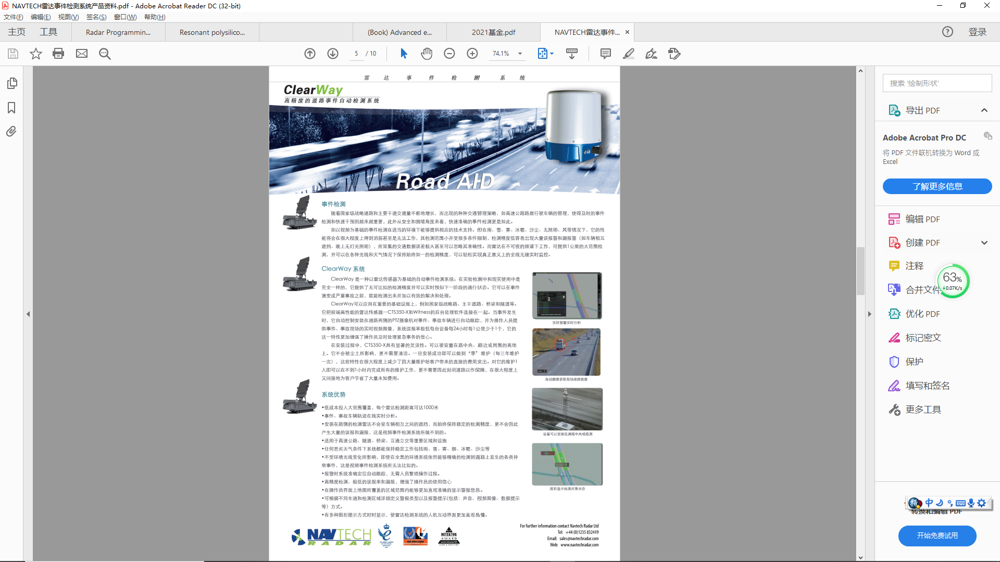 NAVTECH雷达事件检测系统产品资料.pdf - Adobe Acrobat Reader DC (32-bit)
文件(F) 编辑(E) 视图(V) 签名(S) 窗口(W) 帮助(H)
主页 工具 Radar Programmin... Resonant polysilico... (Book) Advanced e... 2021基金.pdf NAVTECH雷达事件... × 登录
5 / 10 74.1%
雷达事件检测系统
ClearWay
高精度的道路事件自动检测系统
Road AID
事件检测
随着国家级战略道路和主要干道交通量不断地增长，而出现的种种交通管理策略，如高速公路路肩行驶车辆的管理，使得及时的事件
检测和快速干预则越来越重要，此外从安全和拥堵角度来看，快速准确的事件检测更是如此。
如以视频为基础的事件检测在适当的环境下能够提供相应的技术支持。但在雨、雪、雾、冰雹、沙尘、无照明、风等情况下，它的性
能将会在很大程度上得到消弱甚至是无法工作，其检测范围小并受很多条件限制，检测精度低容易出现大量误报警和漏报警（如车辆相互
遮挡、晚上无灯光照明），所采集的交通数据误差极大甚至可以忽略其准确性。而雷达在不可视的频谱下工作，可提供1公里的大范围检
测，并可以在各种光线和天气情况下保持始终如一的检测精度，可以轻松实现真正意义上的全线无缝实时监控。
ClearWay 系统
ClearWay 是一种以雷达传感器为基础的自动事件检测系统。在实验检测中和现实使用中是
完全一样的，它提供了无可比拟的检测精度并可以实时预知下一阶段的通行状态。它可以在事件
演变成严重事故之前，就能检测出来并加以有效的解决和处理。
ClearWay可以应用在重要的基础设施上，例如国家级战略路、主干道路、桥梁和隧道等。
它把前端高性能的雷达传感器—CTS350-X和Witness的后台处理软件连接在一起。当事件发生
时，它自动控制安装在道路两侧的PTZ摄像机对事件、事故车辆进行自动跟踪，并为操作人员提
供事件、事故现场的实时视频图像，系统误报率极低每台设备每24小时每1公里少于1个，它的
这一特性更加增强了操作员及时处理紧急事务的信心。
在安装过程中，CTS350-X具有显著的灵活性。可以被安置在路中央、路边或周围的高地
上。它不会被尘土所影响，更不需要清洁。一旦安装成功即可以做到“零”维护（每三年维护
一次），这些特性在很大程度上减少了因大量维护给客户带来的直接的费用支出。对它的维护1
人即可以在不到1小时内完成所有的维护工作，更不需要因此封闭道路以作保障，在很大程度上
又间接地为客户节省了大量未知费用。
实时报警实时分析
自动跟踪获取现场视频图像
设备可以安装在道路中央或路测
图形显示检测对象状态
系统优势
•低成本投入大范围覆盖，每个雷达检测距离可达1000米
•事件、事故车辆轨迹在线实时分析。
•安装在路侧的检测雷达不会受车辆相互之间的遮挡，而始终保持稳定的检测精度，更不会因此
产生大量的误报和漏报，这是视频事件检测系统所做不到的。
•适用于高速公路、隧道、桥梁、互通立交等重要区域和设施
•任何恶劣天气条件下系统都能保持稳定工作包括雨、雪、雾、烟、冰雹、沙尘等
•不受环境光线变化所影响，即使在全黑的环境系统依然能够精确的检测到道路上发生的各类异
常事件，这是视频事件检测系统所无法比拟的。
•报警时系统准确定位自动跟踪，无需人员繁琐操作过程。
•高精度检测、极低的误报率和漏报，增强了操作员的使用信心
•在操作员界面上地图所覆盖的区域范围内能够更加直观准确的显示警报信息。
•可根据不同车道和检测区域详细定义警报类型以及报警提示(包括：声音、视频图像、数据提示
等）方式。
•有多种图形提示方式时时显示，使雷达检测系统的人机互动界面更加直观易懂。
NAVTECH
RADAR
ISO 9001:2008
DETEKTOR
AWARD
For further information contact Navtech Radar Ltd
Tel: +44 (0)1235 832419
Email: sales@navtechradar.com
Web: www.navtechradar.com
搜索 '绘制形状'
导出 PDF
Adobe Acrobat Pro DC
将 PDF 文件联机转换为 Word 或
Excel
了解更多信息
编辑 PDF
创建 PDF
注释
合并文件
优化 PDF
标记密文
保护
填写和签名
更多工具
63%
0.07K/s
拼 中
转换和编辑 PDF
开始免费试用